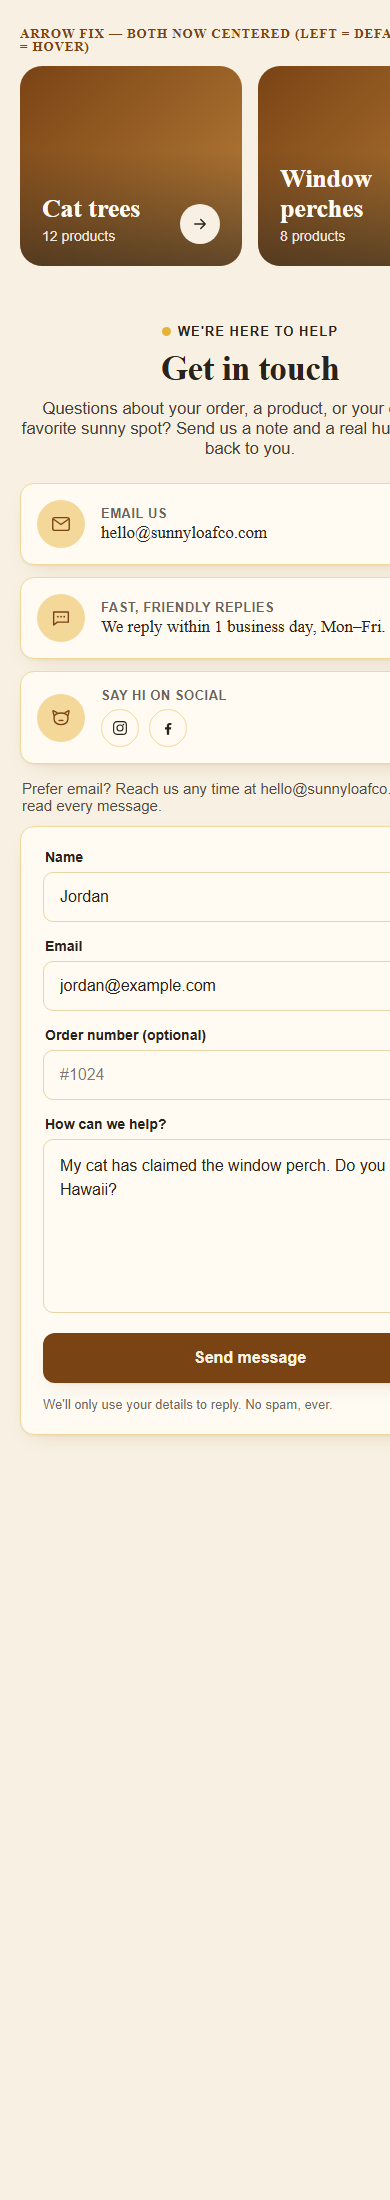 ARROW FIX — BOTH NOW CENTERED (LEFT =
= HOVER)
Cat trees
12 products
Window
perches
8 products
WE'RE HERE TO HELP
Get in touch
Questions about your order, a product, or your
favorite sunny spot? Send us a note and a real
back to you.
EMAIL US
hello@sunnyloafco.com
FAST, FRIENDLY REPLIES
We reply within 1 business day, Mon–Fri.
SAY HI ON SOCIAL
Prefer email? Reach us any time at hello@sunnyloafco.
read every message.
Name
Jordan
Email
jordan@example.com
Order number (optional)
#1024
How can we help?
My cat has claimed the window perch. Do you
Hawaii?
Send message
We'll only use your details to reply. No spam, ever.